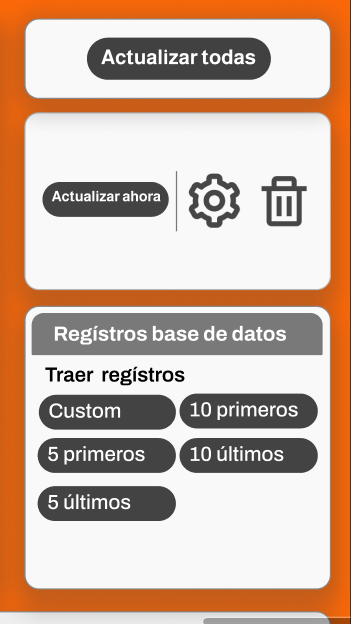 Actualizar todas
Actualizar ahora
Regístros base de datos
Traer regístros
Custom
10 primeros
5 primeros
10 últimos
5 últimos